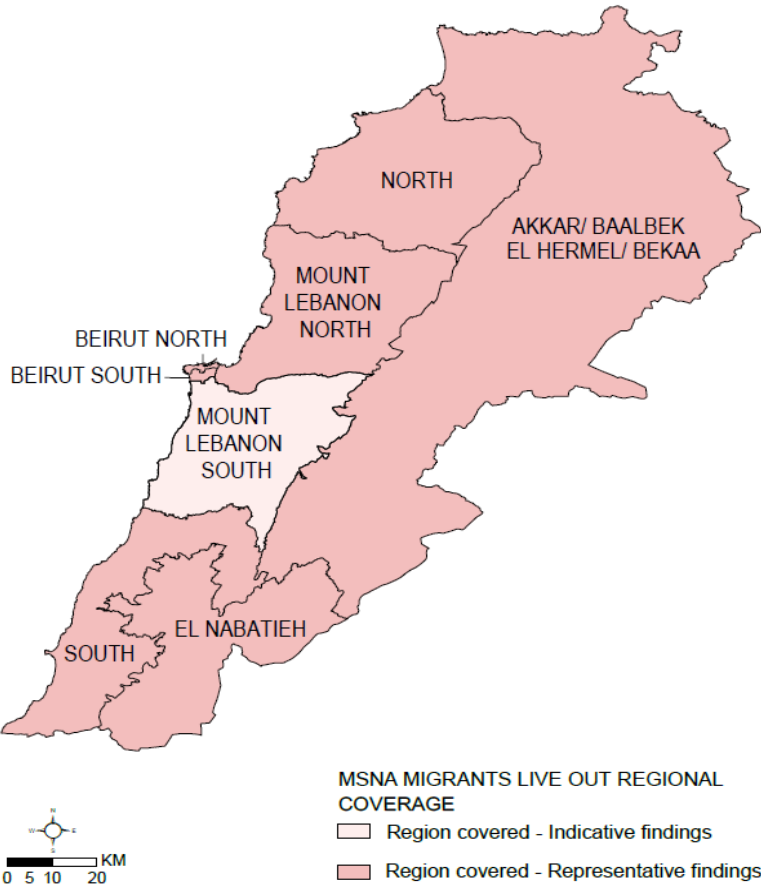 NORTH
AKKAR/ BAALBEK
EL HERMEL/ BEKAA
MOUNT
LEBANON
NORTH
BEIRUT NORTH
BEIRUT SOUTH
MOUNT
LEBANON
SOUTH
EL NABATIEH
SOUTH
MSNA MIGRANTS LIVE OUT REGIONAL
COVERAGE
Region covered - Indicative findings
Region covered - Representative findings
N
W E
S
KM
0 5 10 20